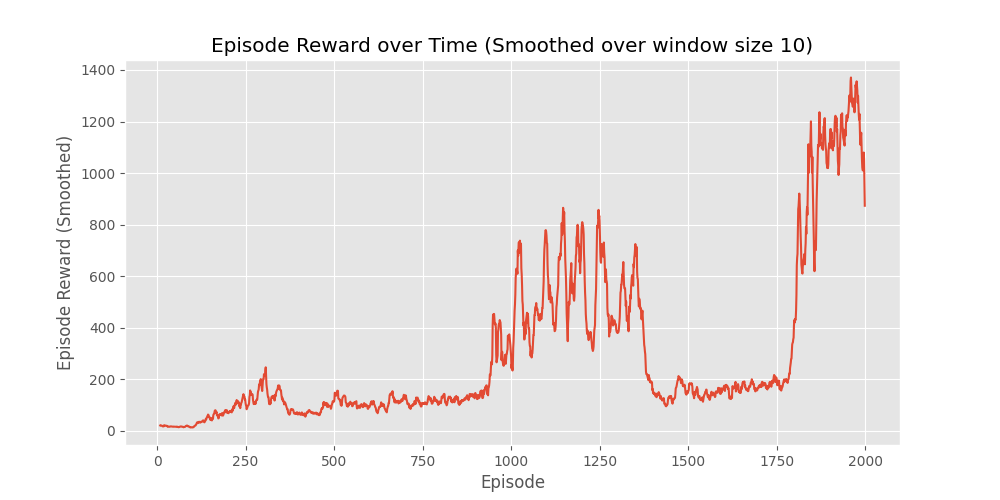 Episode Reward over Time (Smoothed over window size 10)
1400
1200
1000
800
600
400
200
0
Episode Reward (Smoothed)
0 250 500 750 1000 1250 1500 1750 2000
Episode